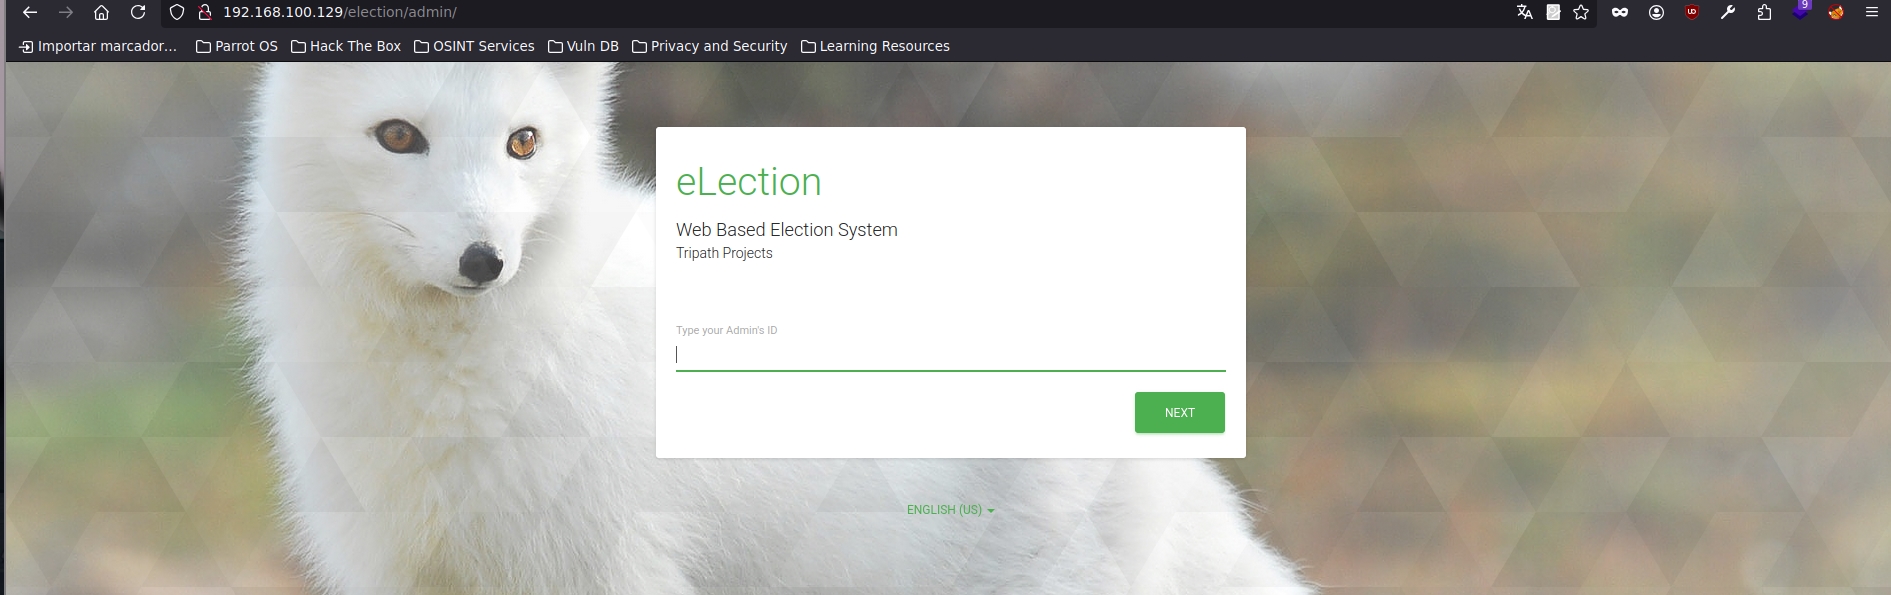 192.168.100.129/election/admin/
9
Importar marcador... Parrot OS Hack The Box OSINT Services Vuln DB Privacy and Security Learning Resources
eLection
Web Based Election System
Tripath Projects
Type your Admin's ID
NEXT
ENGLISH (US)